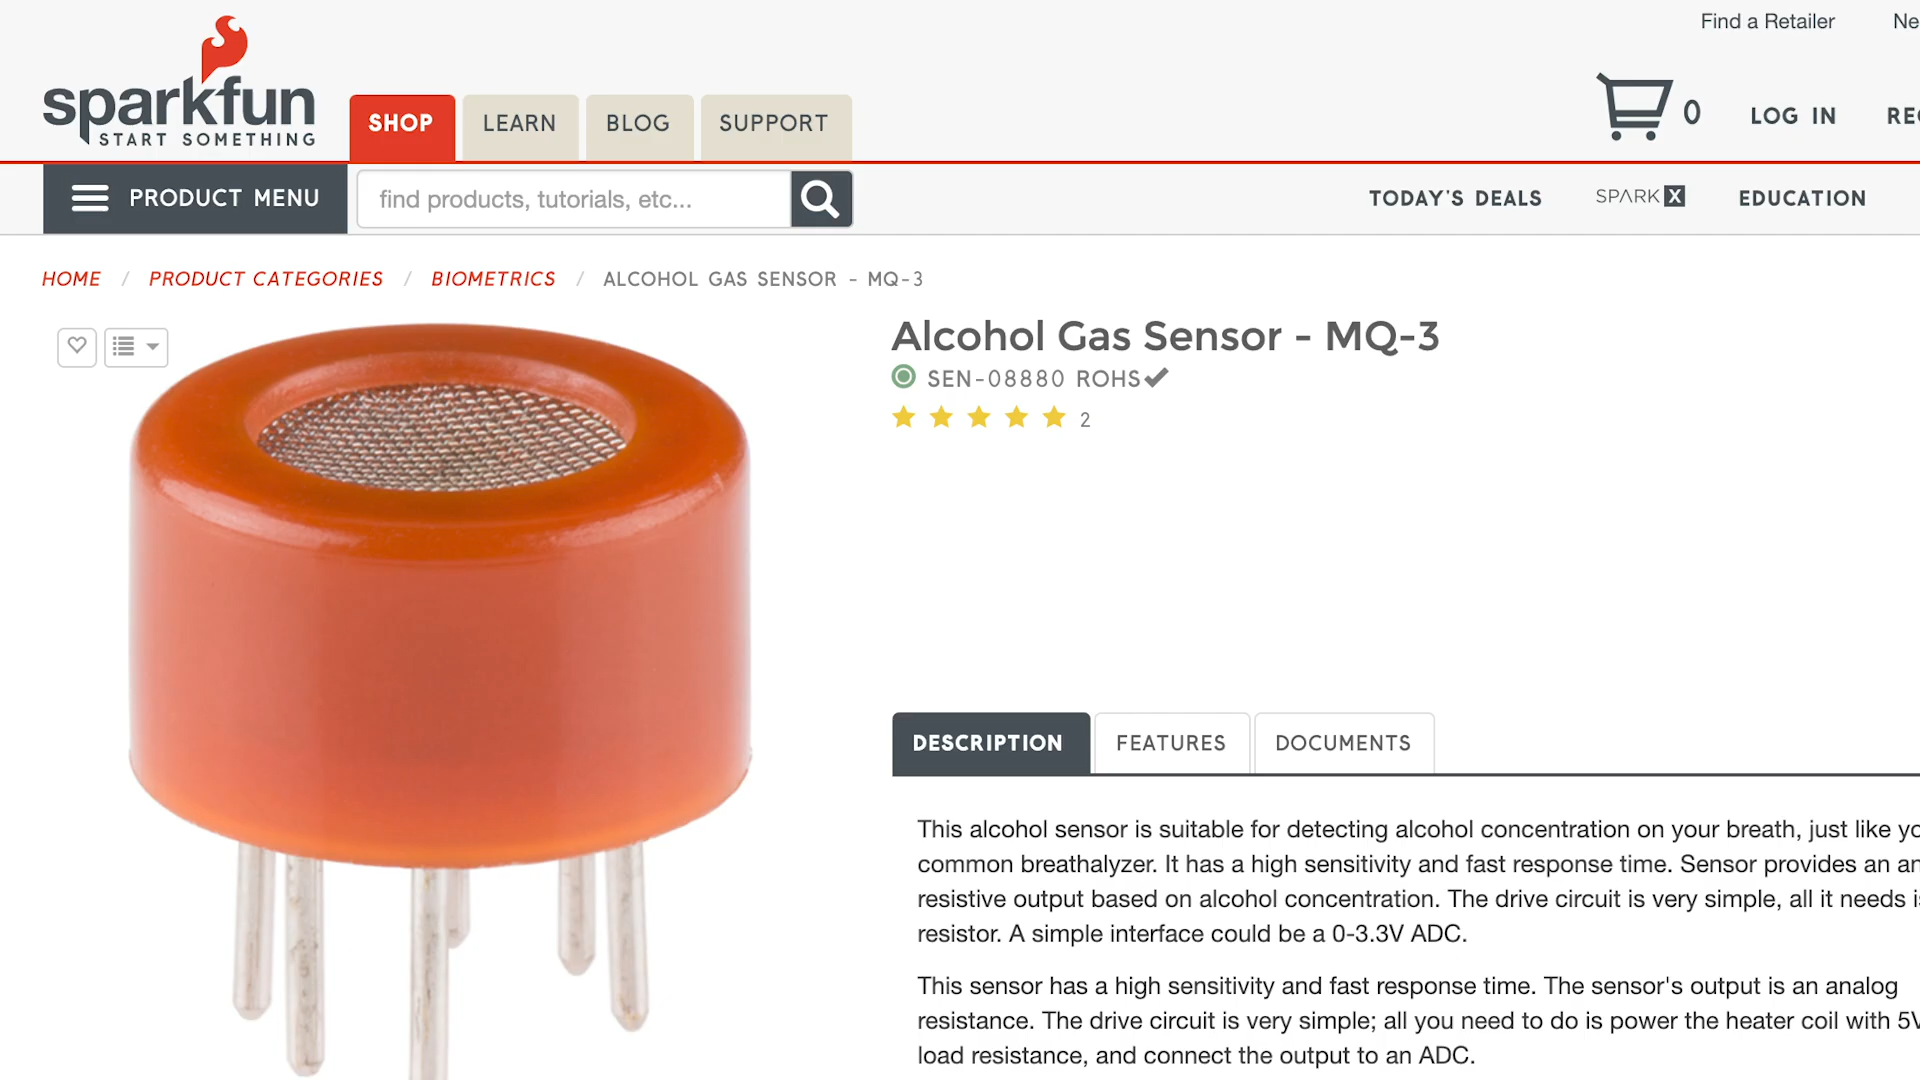 Find a Retailer Ne
sparkfun
START SOMETHING
SHOP LEARN BLOG SUPPORT
0 LOG IN REG
PRODUCT MENU find products, tutorials, etc... TODAY'S DEALS SPARK X EDUCATION
HOME / PRODUCT CATEGORIES / BIOMETRICS / ALCOHOL GAS SENSOR - MQ-3
Alcohol Gas Sensor - MQ-3
SEN-08880 ROHS✔
2
DESCRIPTION FEATURES DOCUMENTS
This alcohol sensor is suitable for detecting alcohol concentration on your breath, just like yo
common breathalyzer. It has a high sensitivity and fast response time. Sensor provides an an
resistive output based on alcohol concentration. The drive circuit is very simple, all it needs is
resistor. A simple interface could be a 0-3.3V ADC.
This sensor has a high sensitivity and fast response time. The sensor's output is an analog
resistance. The drive circuit is very simple; all you need to do is power the heater coil with 5V
load resistance, and connect the output to an ADC.